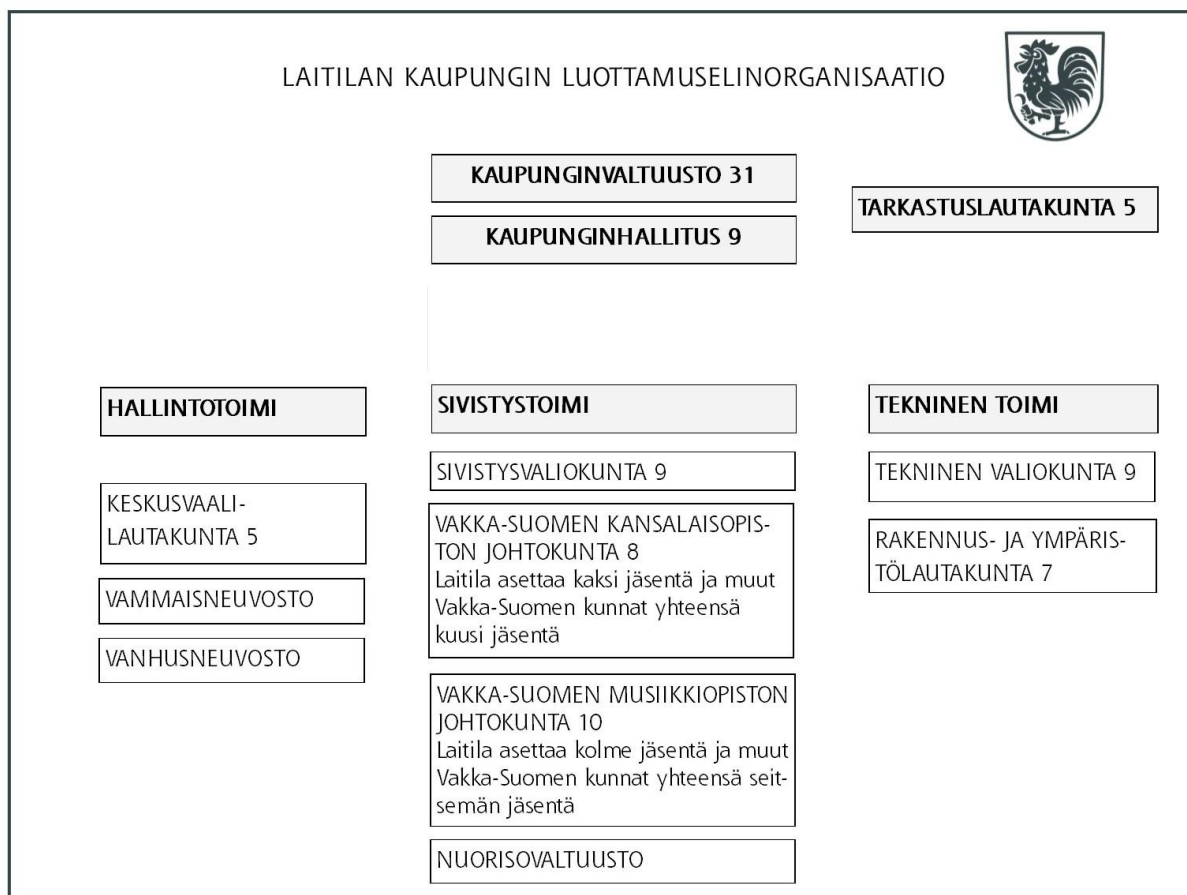 LAITILAN KAUPUNGIN LUOTTAMUSELINORGANISAATIO
KAUPUNGINVALTUUSTO 31
KAUPUNGINHALLITUS 9
TARKASTUSLAUTAKUNTA 5
HALLINTOTOIMI
KESKUSVAALI-
LAUTAKUNTA 5
VAMMAISNEUVOSTO
VANHUSNEUVOSTO
SIVISTYSTOIMI
SIVISTYSVALIOKUNTA 9
VAKKA-SUOMEN KANSALAISOPIS-
TON JOHTOKUNTA 8
Laitila asettaa kaksi jäsentä ja muut
Vakka-Suomen kunnat yhteensä
kuusi jäsentä
VAKKA-SUOMEN MUSIIKKIOPISTON
JOHTOKUNTA 10
Laitila asettaa kolme jäsentä ja muut
Vakka-Suomen kunnat yhteensä seit-
semän jäsentä
NUORISOVALTUUSTO
TEKNINEN TOIMI
TEKNINEN VALIOKUNTA 9
RAKENNUS- JA YMPÄRIS-
TÖLAUTAKUNTA 7